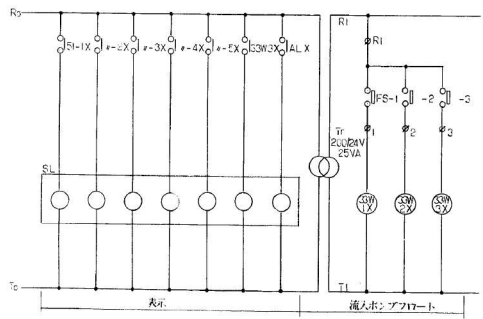 Ro
R1
R1
51-1X 〃-2X 〃-3X 〃-4X 〃-5X 33W3X ALX
FS-1 -2 -3
Tr
200/24V
25VA
1 2 3
SL
33W
1X
33W
2X
33W
3X
To
T1
表示
流入ポンプフロート